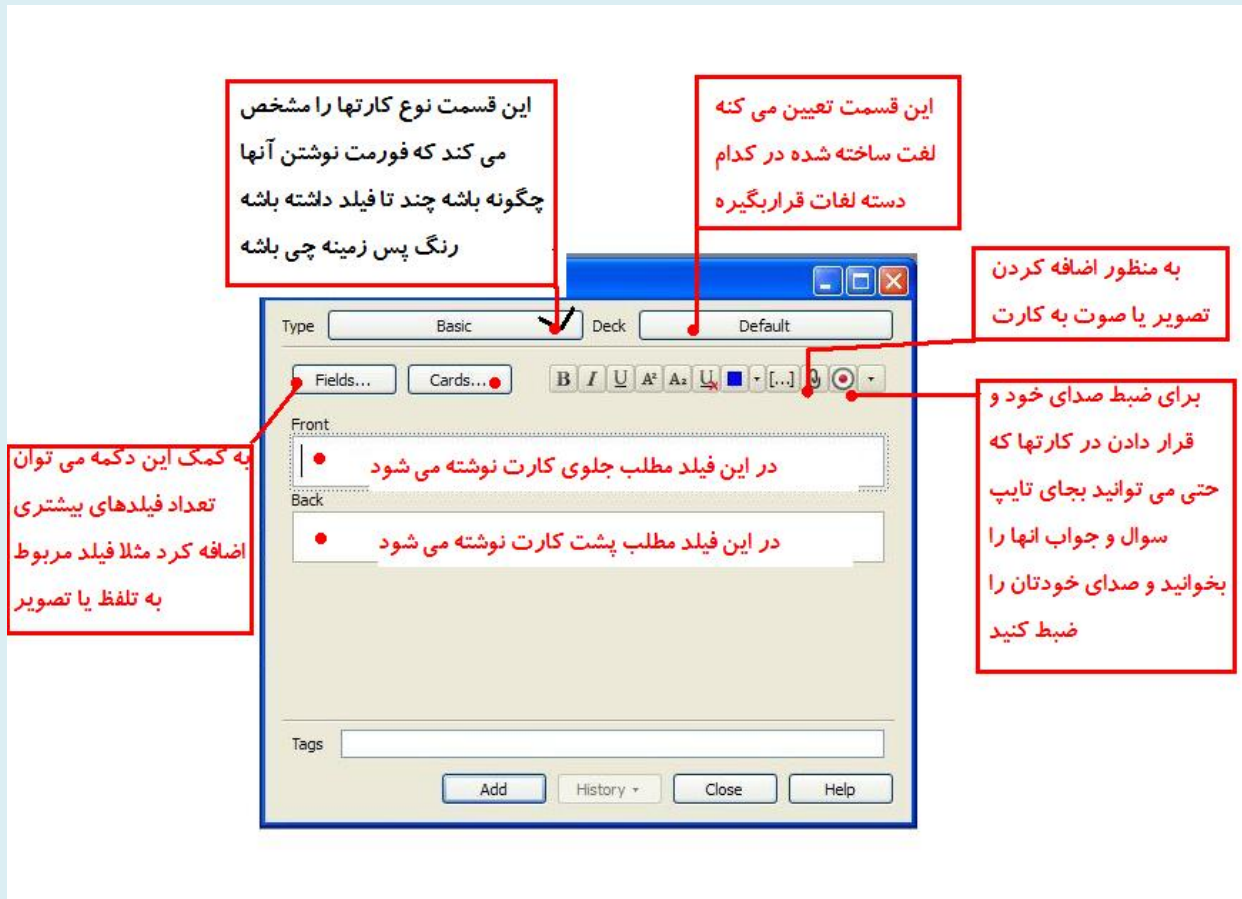 این قسمت نوع کارتها را مشخص
می کند که فورمت نوشتن آنها
چگونه باشه چند تا فیلد داشته باشه
رنگ پس زمینه چی باشه
این قسمت تعیین می کنه
لغت ساخته شده در کدام
دسته لغات قراربگیره
به منظور اضافه کردن
تصویر یا صوت به کارت
Type Basic Deck Default
Fields... Cards... B I U A² A₂ U [...]
برای ضبط صدای خود و
قرار دادن در کارتها که
حتی می توانید بجای تایپ
سوال و جواب انها را
بخوانید و صدای خودتان را
ضبط کنید
به کمک این دکمه می توان
تعداد فیلدهای بیشتری
اضافه کرد مثلا فیلد مربوط
به تلفظ یا تصویر
Front
در این فیلد مطلب جلوی کارت نوشته می شود
Back
در این فیلد مطلب پشت کارت نوشته می شود
Tags
Add History Close Help